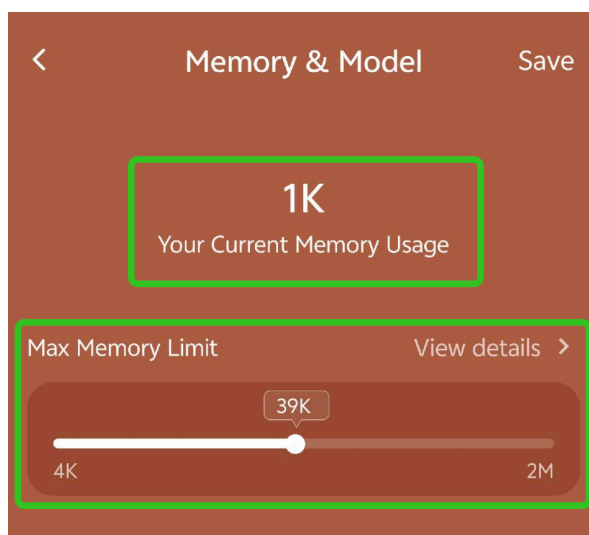 Memory & Model Save
1K
Your Current Memory Usage
Max Memory Limit View details
39K
4K 2M